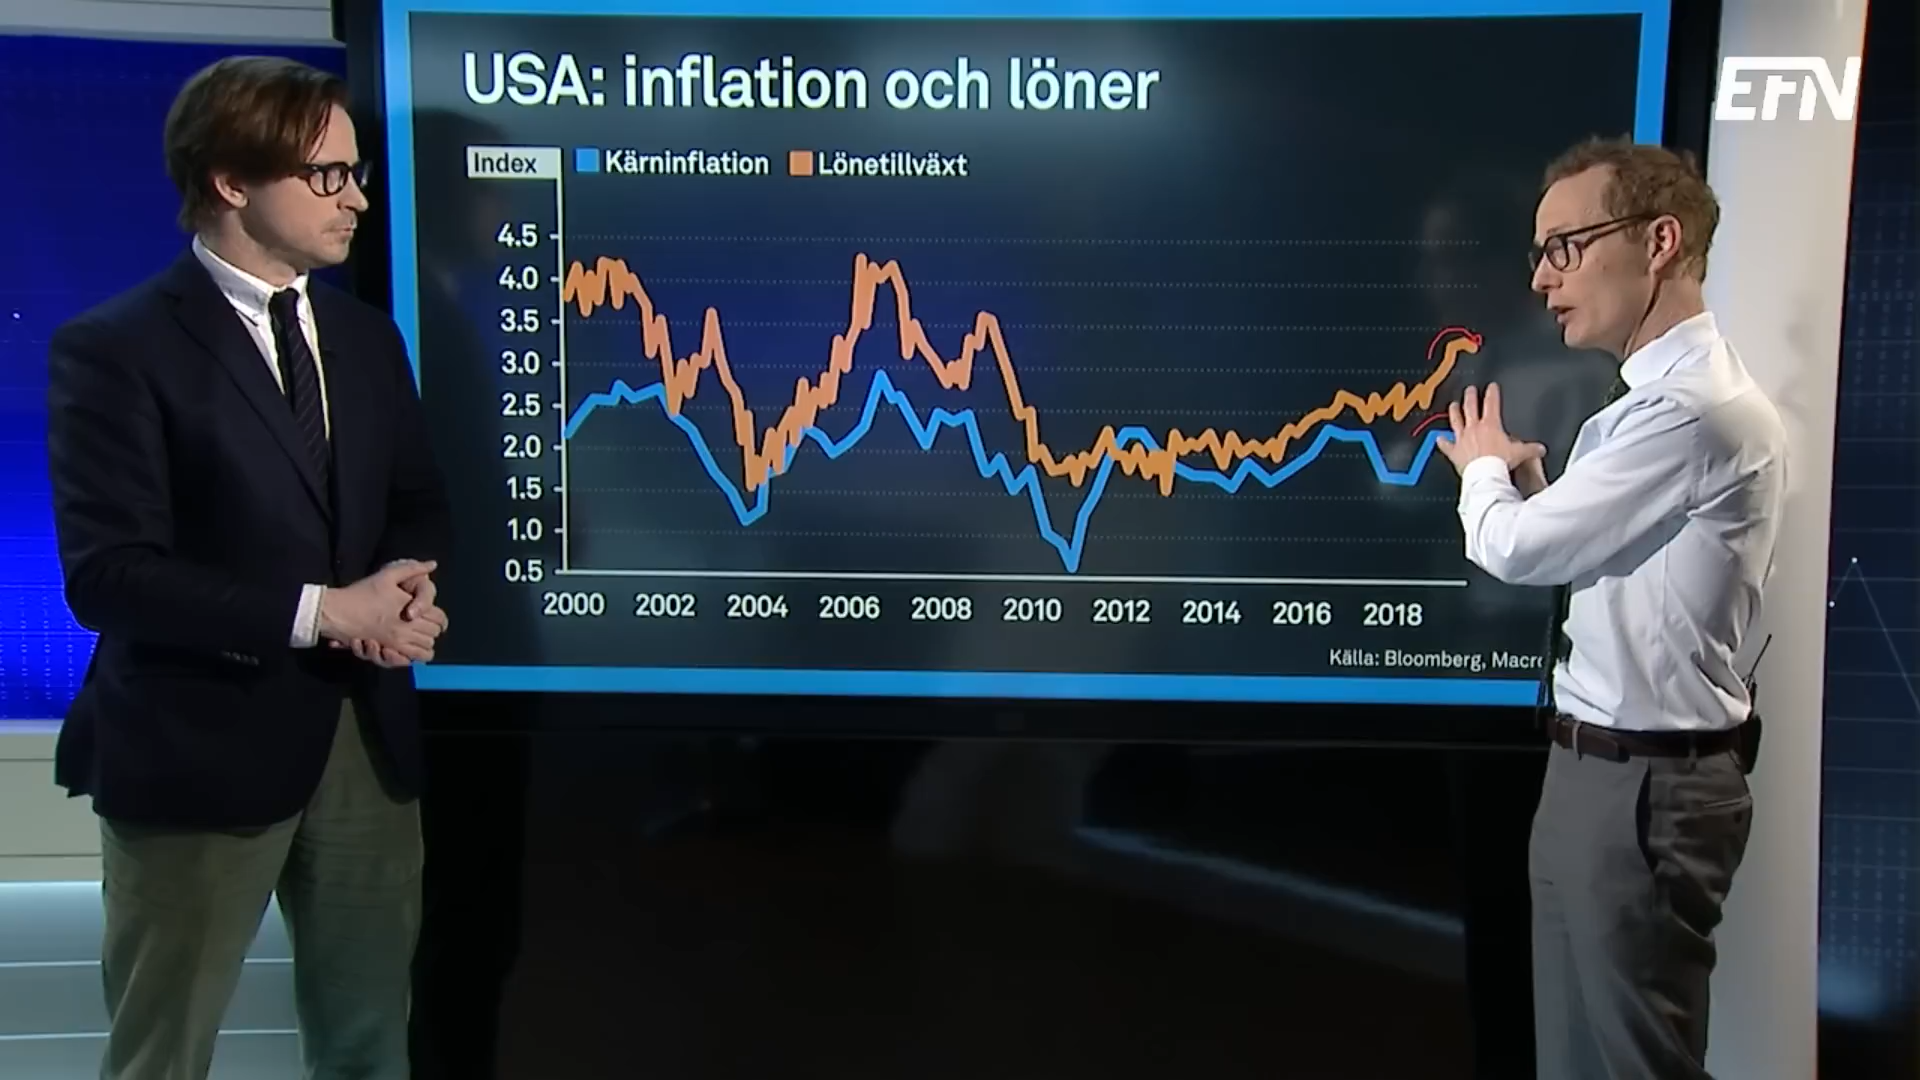 USA: inflation och löner
EFN
Index
Kärninflation
Lönetillväxt
4.5
4.0
3.5
3.0
2.5
2.0
1.5
1.0
0.5
2000 2002 2004 2006 2008 2010 2012 2014 2016 2018
Källa: Bloomberg,